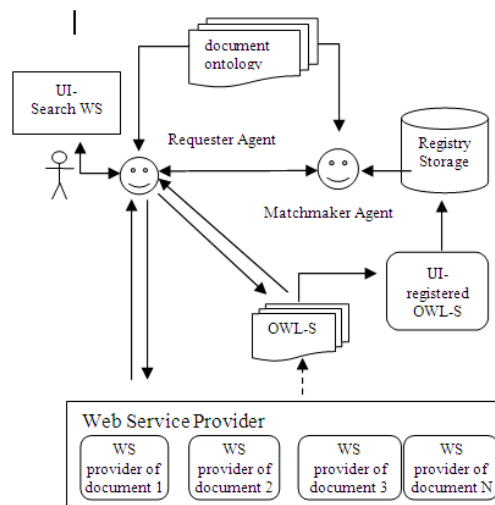 document
ontology
UI-
Search WS
Requester Agent
Registry
Storage
Matchmaker Agent
UI-
registered
OWL-S
OWL-S
Web Service Provider
WS
provider of
document 1
WS
provider of
document 2
WS
provider of
document 3
WS
provider of
document N